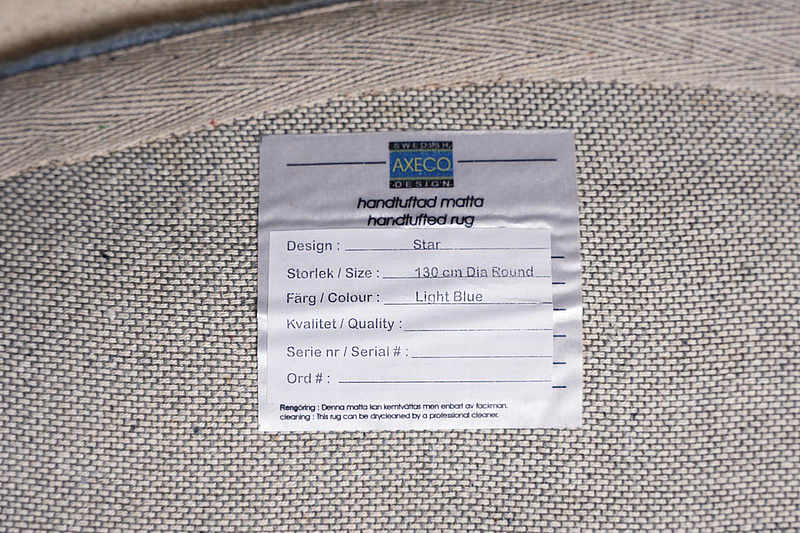 SWEDISH
AXECO
DESIGN
handtuftad matta
handtufted rug
Design : Star
Storlek / Size : 130 cm Dia Round
Färg / Colour : Light Blue
Kvalitet / Quality :
Serie nr / Serial # :
Ord # :
Rengöring : Denna matta kan kemtvättas men enbart av fackman.
cleaning : This rug can be drycleaned by a professional cleaner.